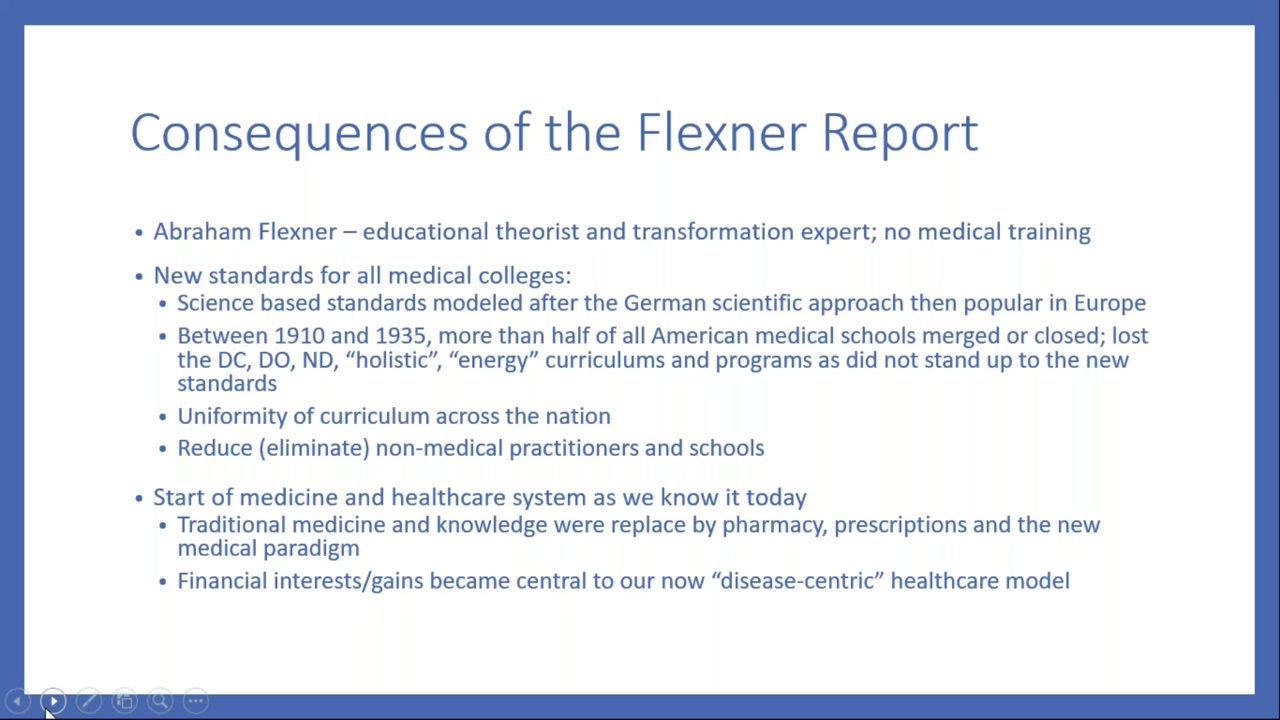 Consequences of the Flexner Report
• Abraham Flexner – educational theorist and transformation expert; no medical training
• New standards for all medical colleges:
• Science based standards modeled after the German scientific approach then popular in Europe
• Between 1910 and 1935, more than half of all American medical schools merged or closed; lost
the DC, DO, ND, “holistic”, “energy” curriculums and programs as did not stand up to the new
standards
• Uniformity of curriculum across the nation
• Reduce (eliminate) non-medical practitioners and schools
• Start of medicine and healthcare system as we know it today
• Traditional medicine and knowledge were replace by pharmacy, prescriptions and the new
medical paradigm
• Financial interests/gains became central to our now “disease-centric” healthcare model